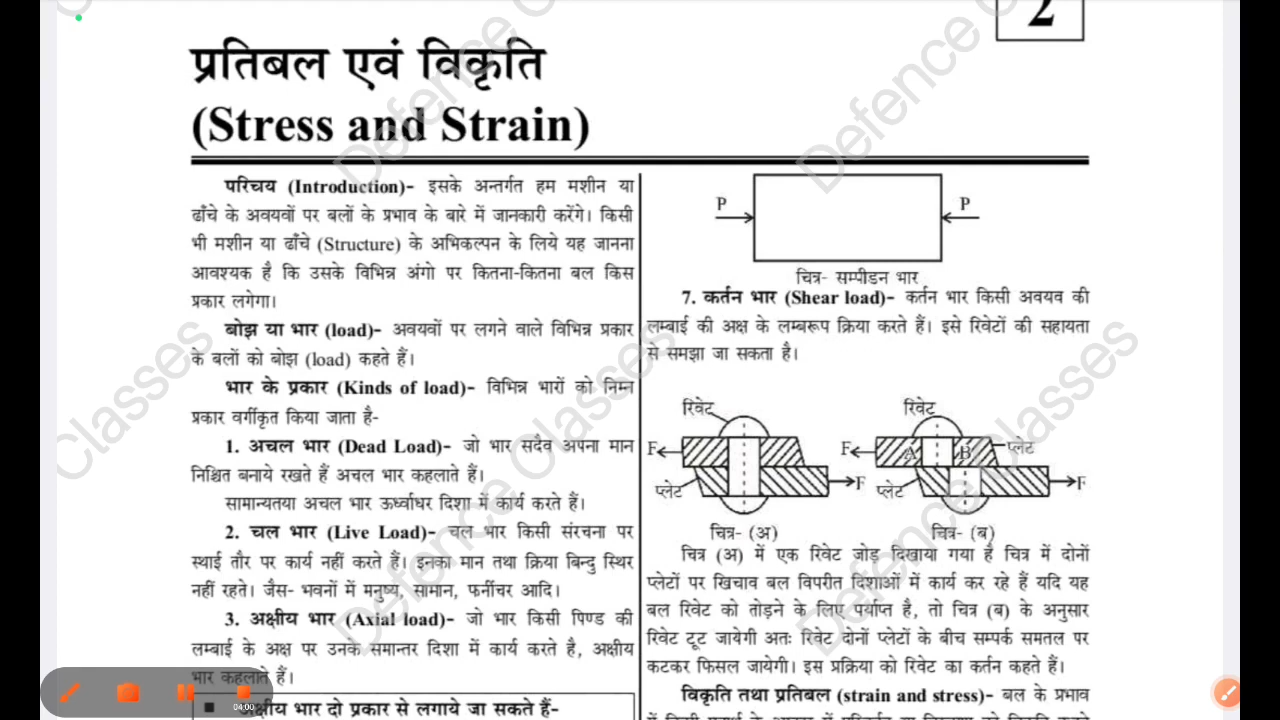 2
प्रतिबल एवं विकृति
(Stress and Strain)
परिचय (Introduction)- इसके अन्तर्गत हम मशीन या
ढाँचे के अवयवों पर बलों के प्रभाव के बारे में जानकारी करेंगे। किसी
भी मशीन या ढाँचे (Structure) के अभिकल्पन के लिये यह जानना
आवश्यक है कि उसके विभिन्न अंगो पर कितना-कितना बल किस
प्रकार लगेगा।
बोझ या भार (load)- अवयवों पर लगने वाले विभिन्न प्रकार
के बलों को बोझ (load) कहते हैं।
भार के प्रकार (Kinds of load)- विभिन्न भारों को निम्न
प्रकार वर्गीकृत किया जाता है-
1. अचल भार (Dead Load)- जो भार सदैव अपना मान
निश्चित बनाये रखते हैं अचल भार कहलाते हैं।
सामान्यतया अचल भार ऊर्ध्वाधर दिशा में कार्य करते हैं।
2. चल भार (Live Load)- चल भार किसी संरचना पर
स्थाई तौर पर कार्य नहीं करते हैं। इनका मान तथा क्रिया बिन्दु स्थिर
नहीं रहते। जैस- भवनों में मनुष्य, सामान, फर्नीचर आदि।
3. अक्षीय भार (Axial load)- जो भार किसी पिण्ड की
लम्बाई के अक्ष पर उनके समान्तर दिशा में कार्य करते है, अक्षीय
भार कहलाते हैं।
■ अक्षीय भार दो प्रकार से लगाये जा सकते हैं-
P P
चित्र- सम्पीडन भार
7. कर्तन भार (Shear load)- कर्तन भार किसी अवयव की
लम्बाई की अक्ष के लम्बरूप क्रिया करते हैं। इसे रिवेटों की सहायता
से समझा जा सकता है।
रिवेट रिवेट
F F A B प्लेट
प्लेट F प्लेट F
चित्र- (अ) चित्र- (ब)
चित्र (अ) में एक रिवेट जोड़ दिखाया गया है चित्र में दोनों
प्लेटों पर खिचाव बल विपरीत दिशाओं में कार्य कर रहे हैं यदि यह
बल रिवेट को तोड़ने के लिए पर्याप्त है, तो चित्र (ब) के अनुसार
रिवेट टूट जायेगी अतः रिवेट दोनों प्लेटों के बीच सम्पर्क समतल पर
कटकर फिसल जायेगी। इस प्रक्रिया को रिवेट का कर्तन कहते हैं।
विकृति तथा प्रतिबल (strain and stress)- बल के प्रभाव
04:00
Defence Classes
Defence Classes
Classes
Defence Classes
Defence